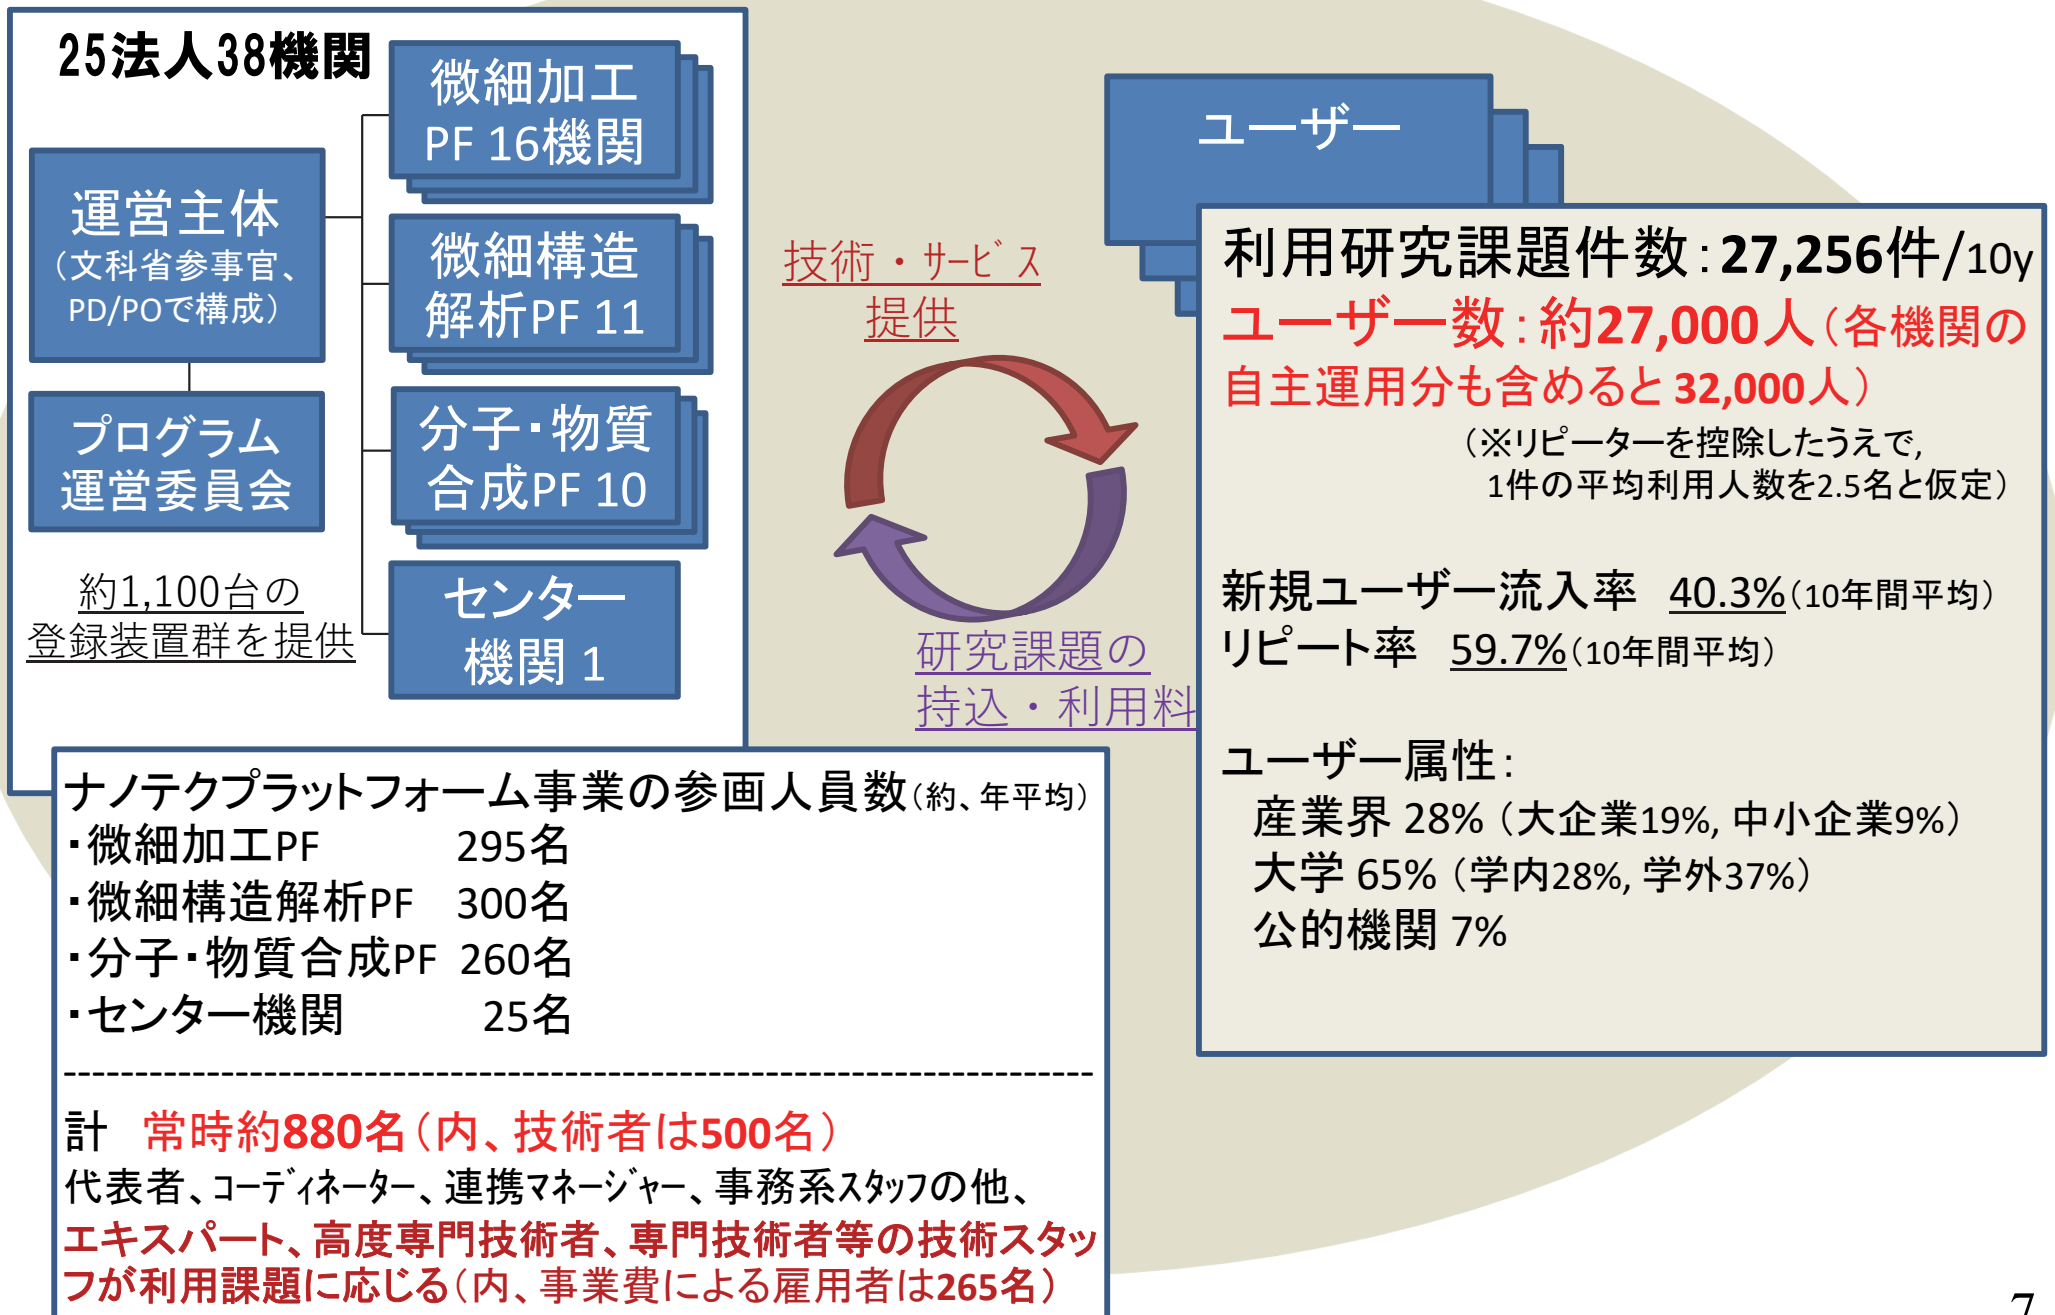 25法人38機関
運営主体
（文科省参事官、
PD/POで構成）
プログラム
運営委員会
約1,100台の
登録装置群を提供
微細加工
PF 16機関
微細構造
解析PF 11
分子・物質
合成PF 10
センター
機関 1
技術・ｻｰﾋﾞｽ
提供
研究課題の
持込・利用料
ユーザー
利用研究課題件数：27,256件/10y
ユーザー数：約27,000人（各機関の
自主運用分も含めると 32,000人）
（※リピーターを控除したうえで，
1件の平均利用人数を2.5名と仮定）
新規ユーザー流入率 40.3%（10年間平均）
リピート率 59.7%（10年間平均）
ユーザー属性：
産業界 28%（大企業19%, 中小企業9%）
大学 65%（学内28%, 学外37%）
公的機関 7%
ナノテクプラットフォーム事業の参画人員数（約、年平均）
・微細加工PF 295名
・微細構造解析PF 300名
・分子・物質合成PF 260名
・センター機関 25名
------------------------------------------------------------------------
計 常時約880名（内、技術者は500名）
代表者、ｺｰﾃﾞｨﾈｰﾀｰ、連携ﾏﾈｰｼﾞｬｰ、事務系ｽﾀｯﾌの他、
エキスパート、高度専門技術者、専門技術者等の技術スタッ
フが利用課題に応じる（内、事業費による雇用者は265名）
7